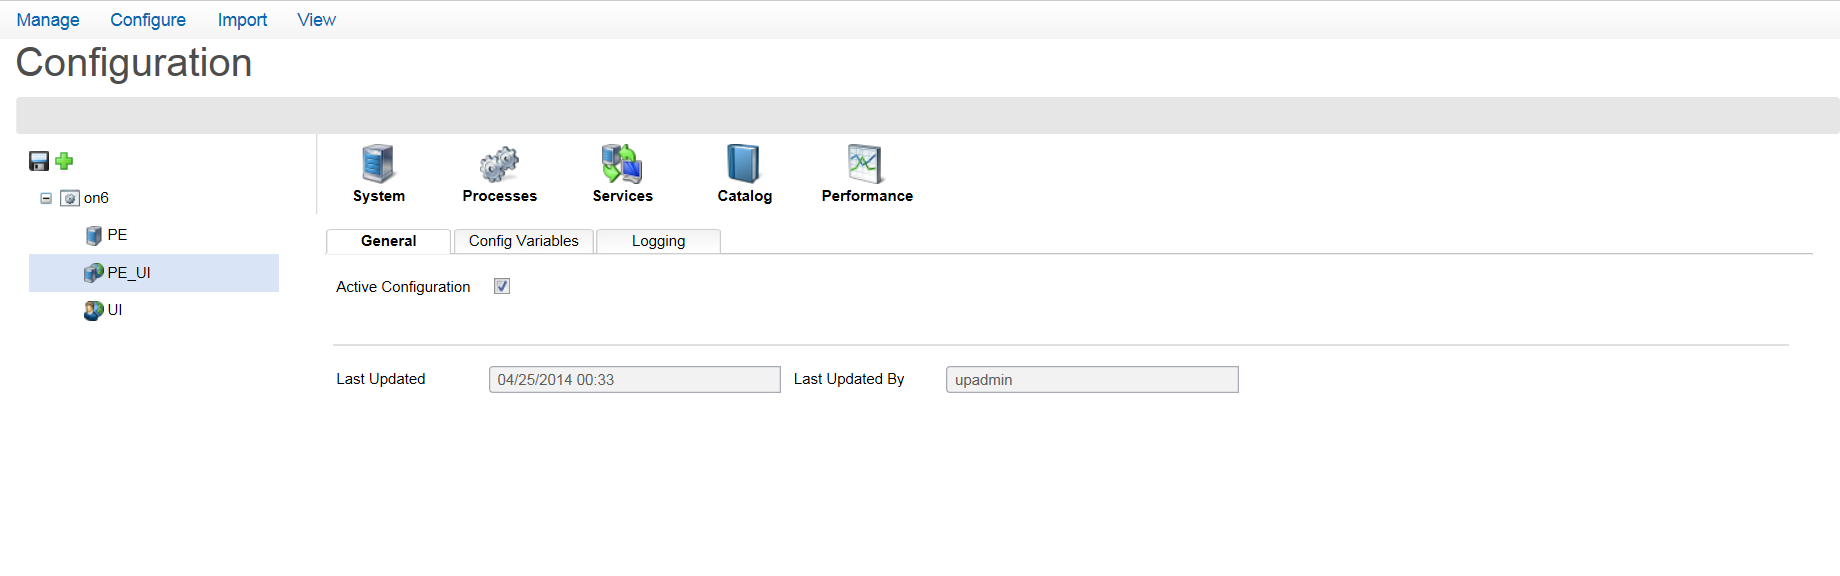 Manage Configure Import View
Configuration
on6
PE
PE_UI
UI
System Processes Services Catalog Performance
General Config Variables Logging
Active Configuration
Last Updated 04/25/2014 00:33 Last Updated By upadmin